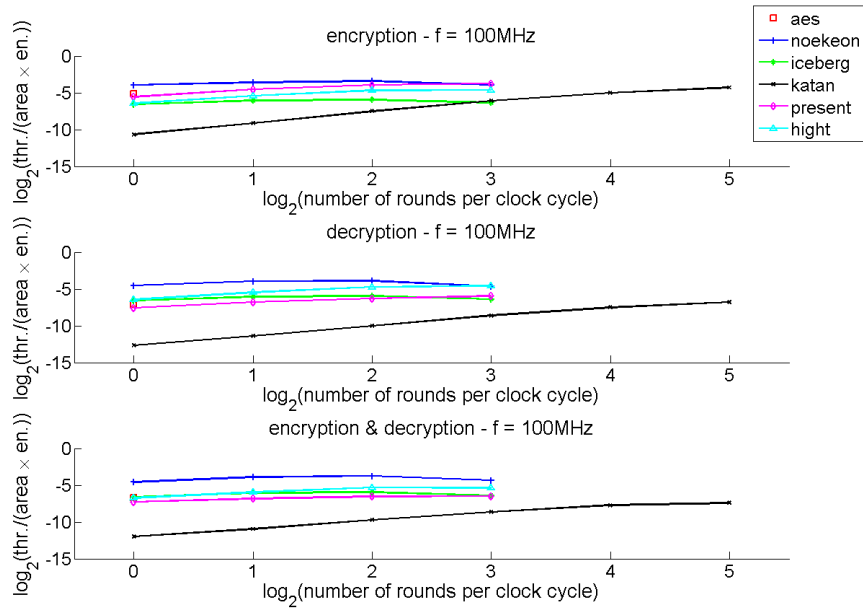 encryption - f = 100MHz
log2(thr./(area × en.))
0
-5
-10
-15
0 1 2 3 4 5
log2(number of rounds per clock cycle)
aes
noekeon
iceberg
katan
present
hight
decryption - f = 100MHz
log2(thr./(area × en.))
0
-5
-10
-15
0 1 2 3 4 5
log2(number of rounds per clock cycle)
encryption & decryption - f = 100MHz
log2(thr./(area × en.))
0
-5
-10
-15
0 1 2 3 4 5
log2(number of rounds per clock cycle)